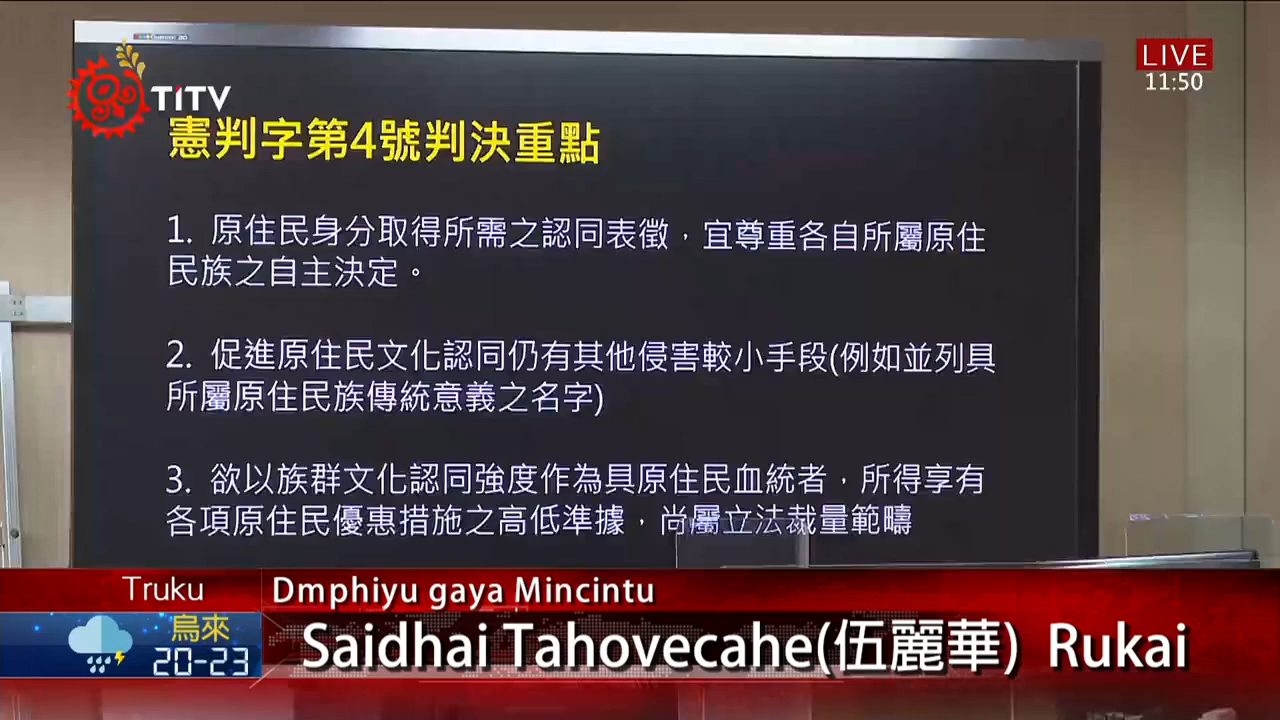 TiTV
LIVE
11:50
憲判字第4號判決重點
1. 原住民身分取得所需之認同表徵，宜尊重各自所屬原住
民族之自主決定。
2. 促進原住民文化認同仍有其他侵害較小手段(例如並列具
所屬原住民族傳統意義之名字)
3. 欲以族群文化認同強度作為具原住民血統者，所得享有
各項原住民優惠措施之高低準據，尚屬立法裁量範疇
Truku
Dmphiyu gaya Mincintu
烏來
20-23
Saidhai Tahovecahe(伍麗華) Rukai